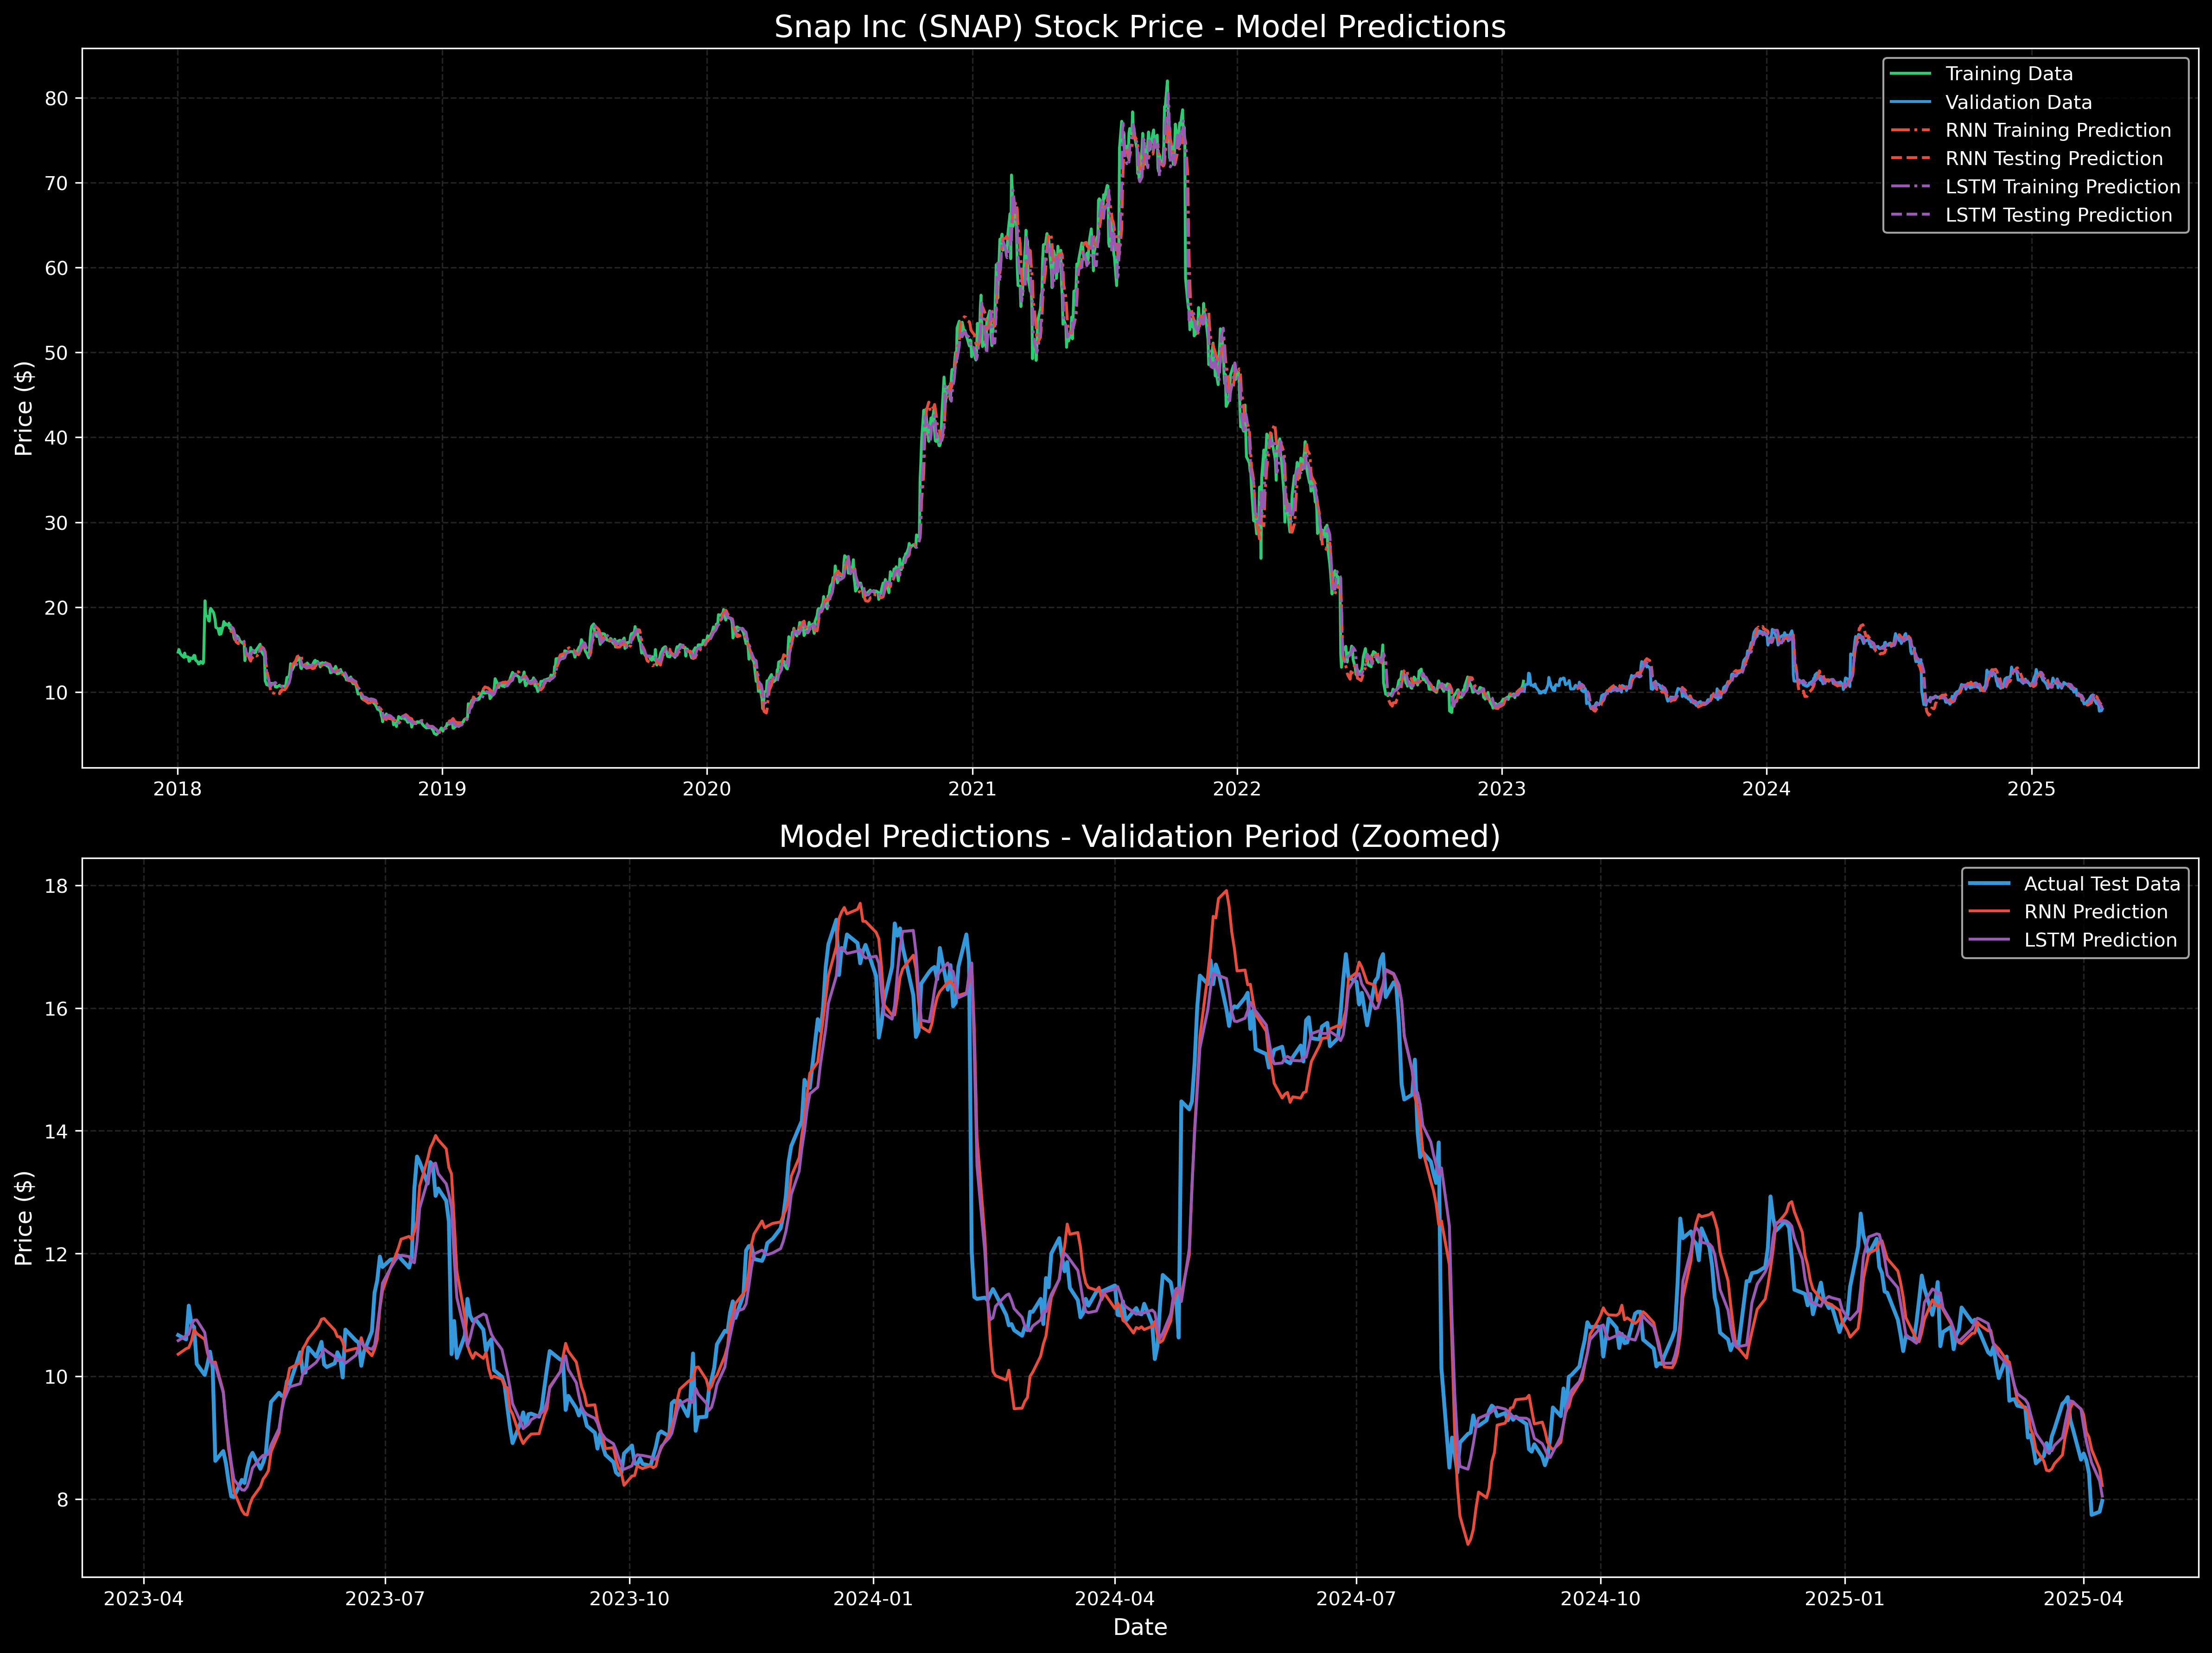 Snap Inc (SNAP) Stock Price - Model Predictions
Price ($)
80
70
60
50
40
30
20
10
Training Data
Validation Data
RNN Training Prediction
RNN Testing Prediction
LSTM Training Prediction
LSTM Testing Prediction
2018 2019 2020 2021 2022 2023 2024 2025
Model Predictions - Validation Period (Zoomed)
Price ($)
18
16
14
12
10
8
Actual Test Data
RNN Prediction
LSTM Prediction
2023-04 2023-07 2023-10 2024-01 2024-04 2024-07 2024-10 2025-01 2025-04
Date